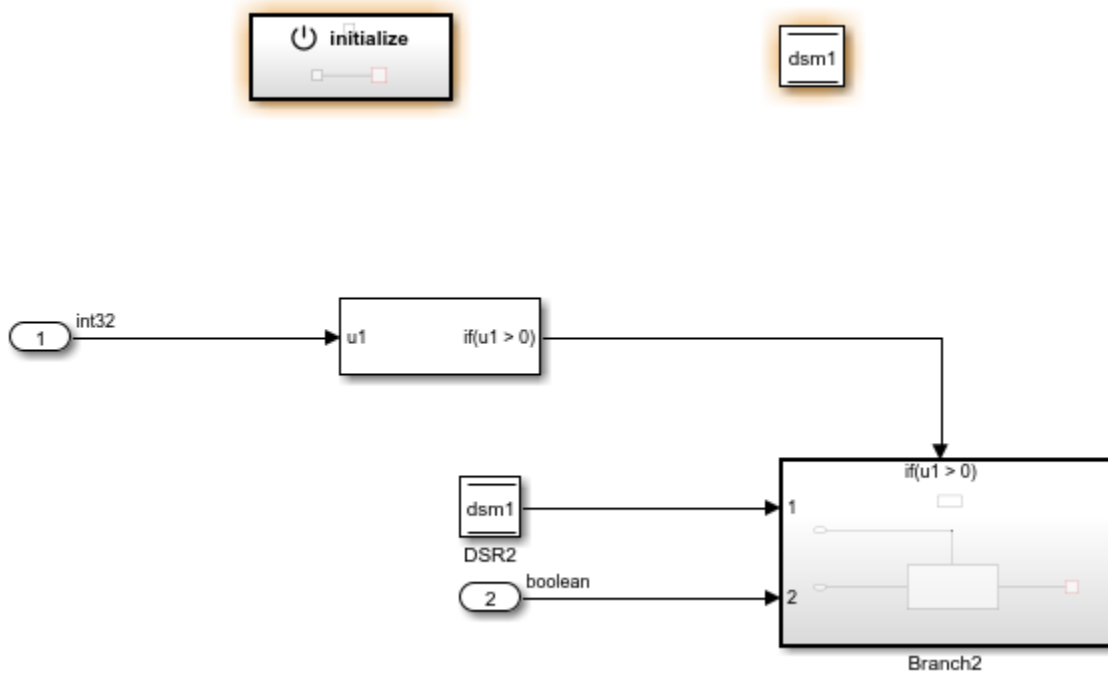 initialize
dsm1
int32
1
u1
if(u1 > 0)
if(u1 > 0)
dsm1
1
DSR2
boolean
2
2
Branch2